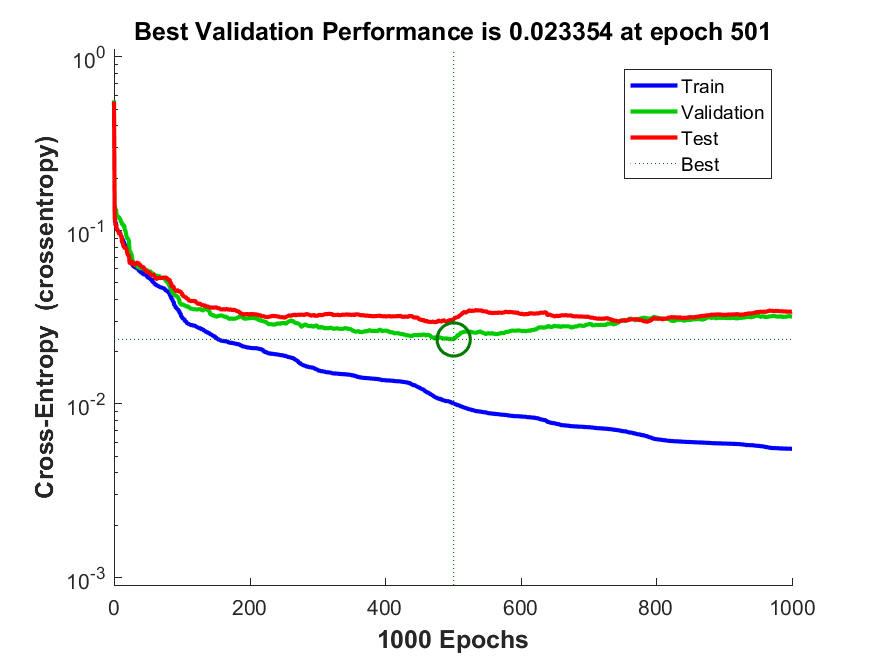 Best Validation Performance is 0.023354 at epoch 501
Cross-Entropy (crossentropy)
10^0
10^-1
10^-2
10^-3
Train
Validation
Test
Best
0 200 400 600 800 1000
1000 Epochs